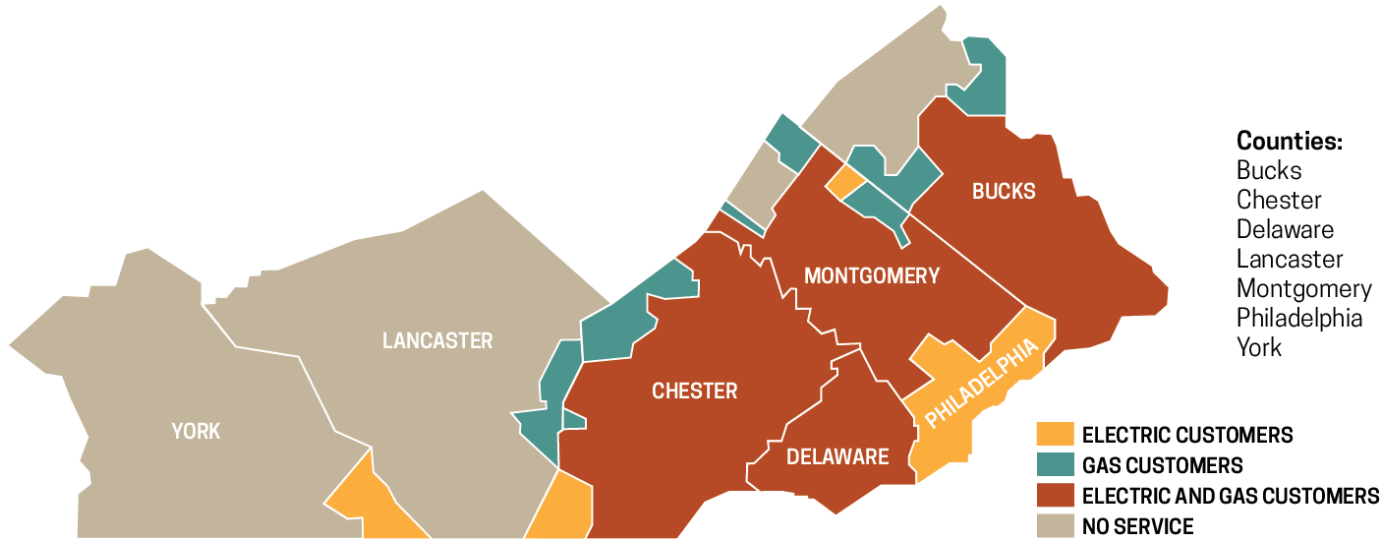 BUCKS
MONTGOMERY
LANCASTER
CHESTER
PHILADELPHIA
YORK
DELAWARE
Counties:
Bucks
Chester
Delaware
Lancaster
Montgomery
Philadelphia
York
ELECTRIC CUSTOMERS
GAS CUSTOMERS
ELECTRIC AND GAS CUSTOMERS
NO SERVICE